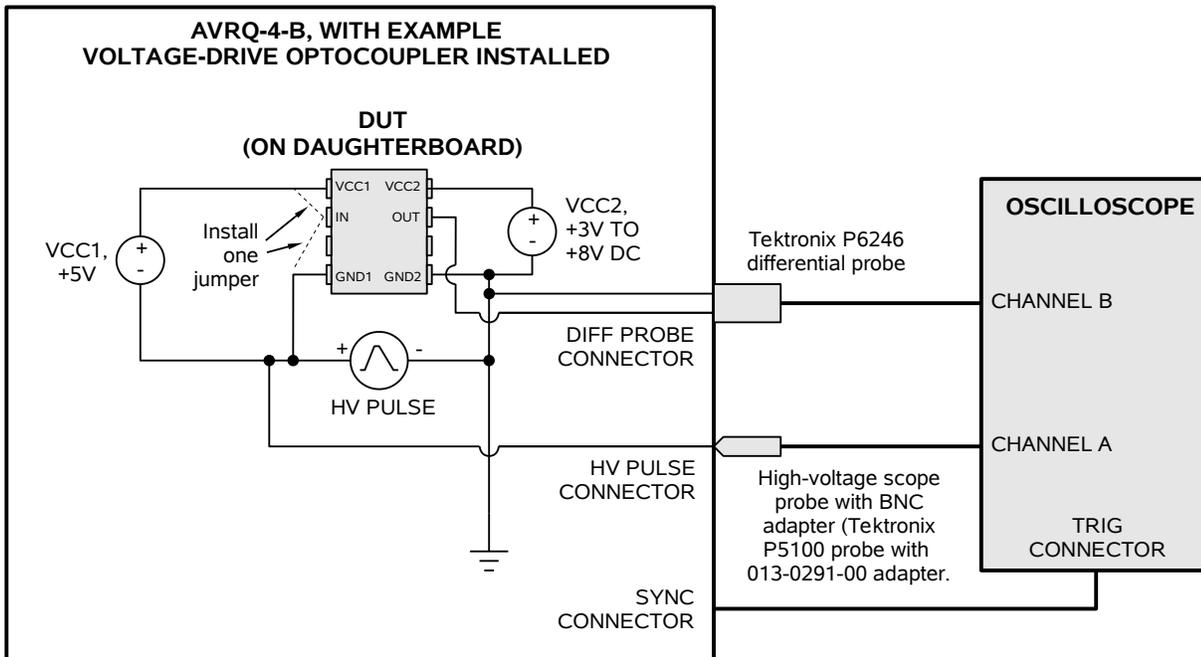 AVRQ-4-B, WITH EXAMPLE
VOLTAGE-DRIVE OPTOCOUPLER INSTALLED
DUT
(ON DAUGHTERBOARD)
VCC1
VCC2
IN
OUT
GND1
GND2
Install
one
jumper
VCC1,
+5V
+
-
+
-
VCC2,
+3V TO
+8V DC
+
-
HV PULSE
DIFF PROBE
CONNECTOR
HV PULSE
CONNECTOR
SYNC
CONNECTOR
Tektronix P6246
differential probe
High-voltage scope
probe with BNC
adapter (Tektronix
P5100 probe with
013-0291-00 adapter.
OSCILLOSCOPE
CHANNEL B
CHANNEL A
TRIG
CONNECTOR